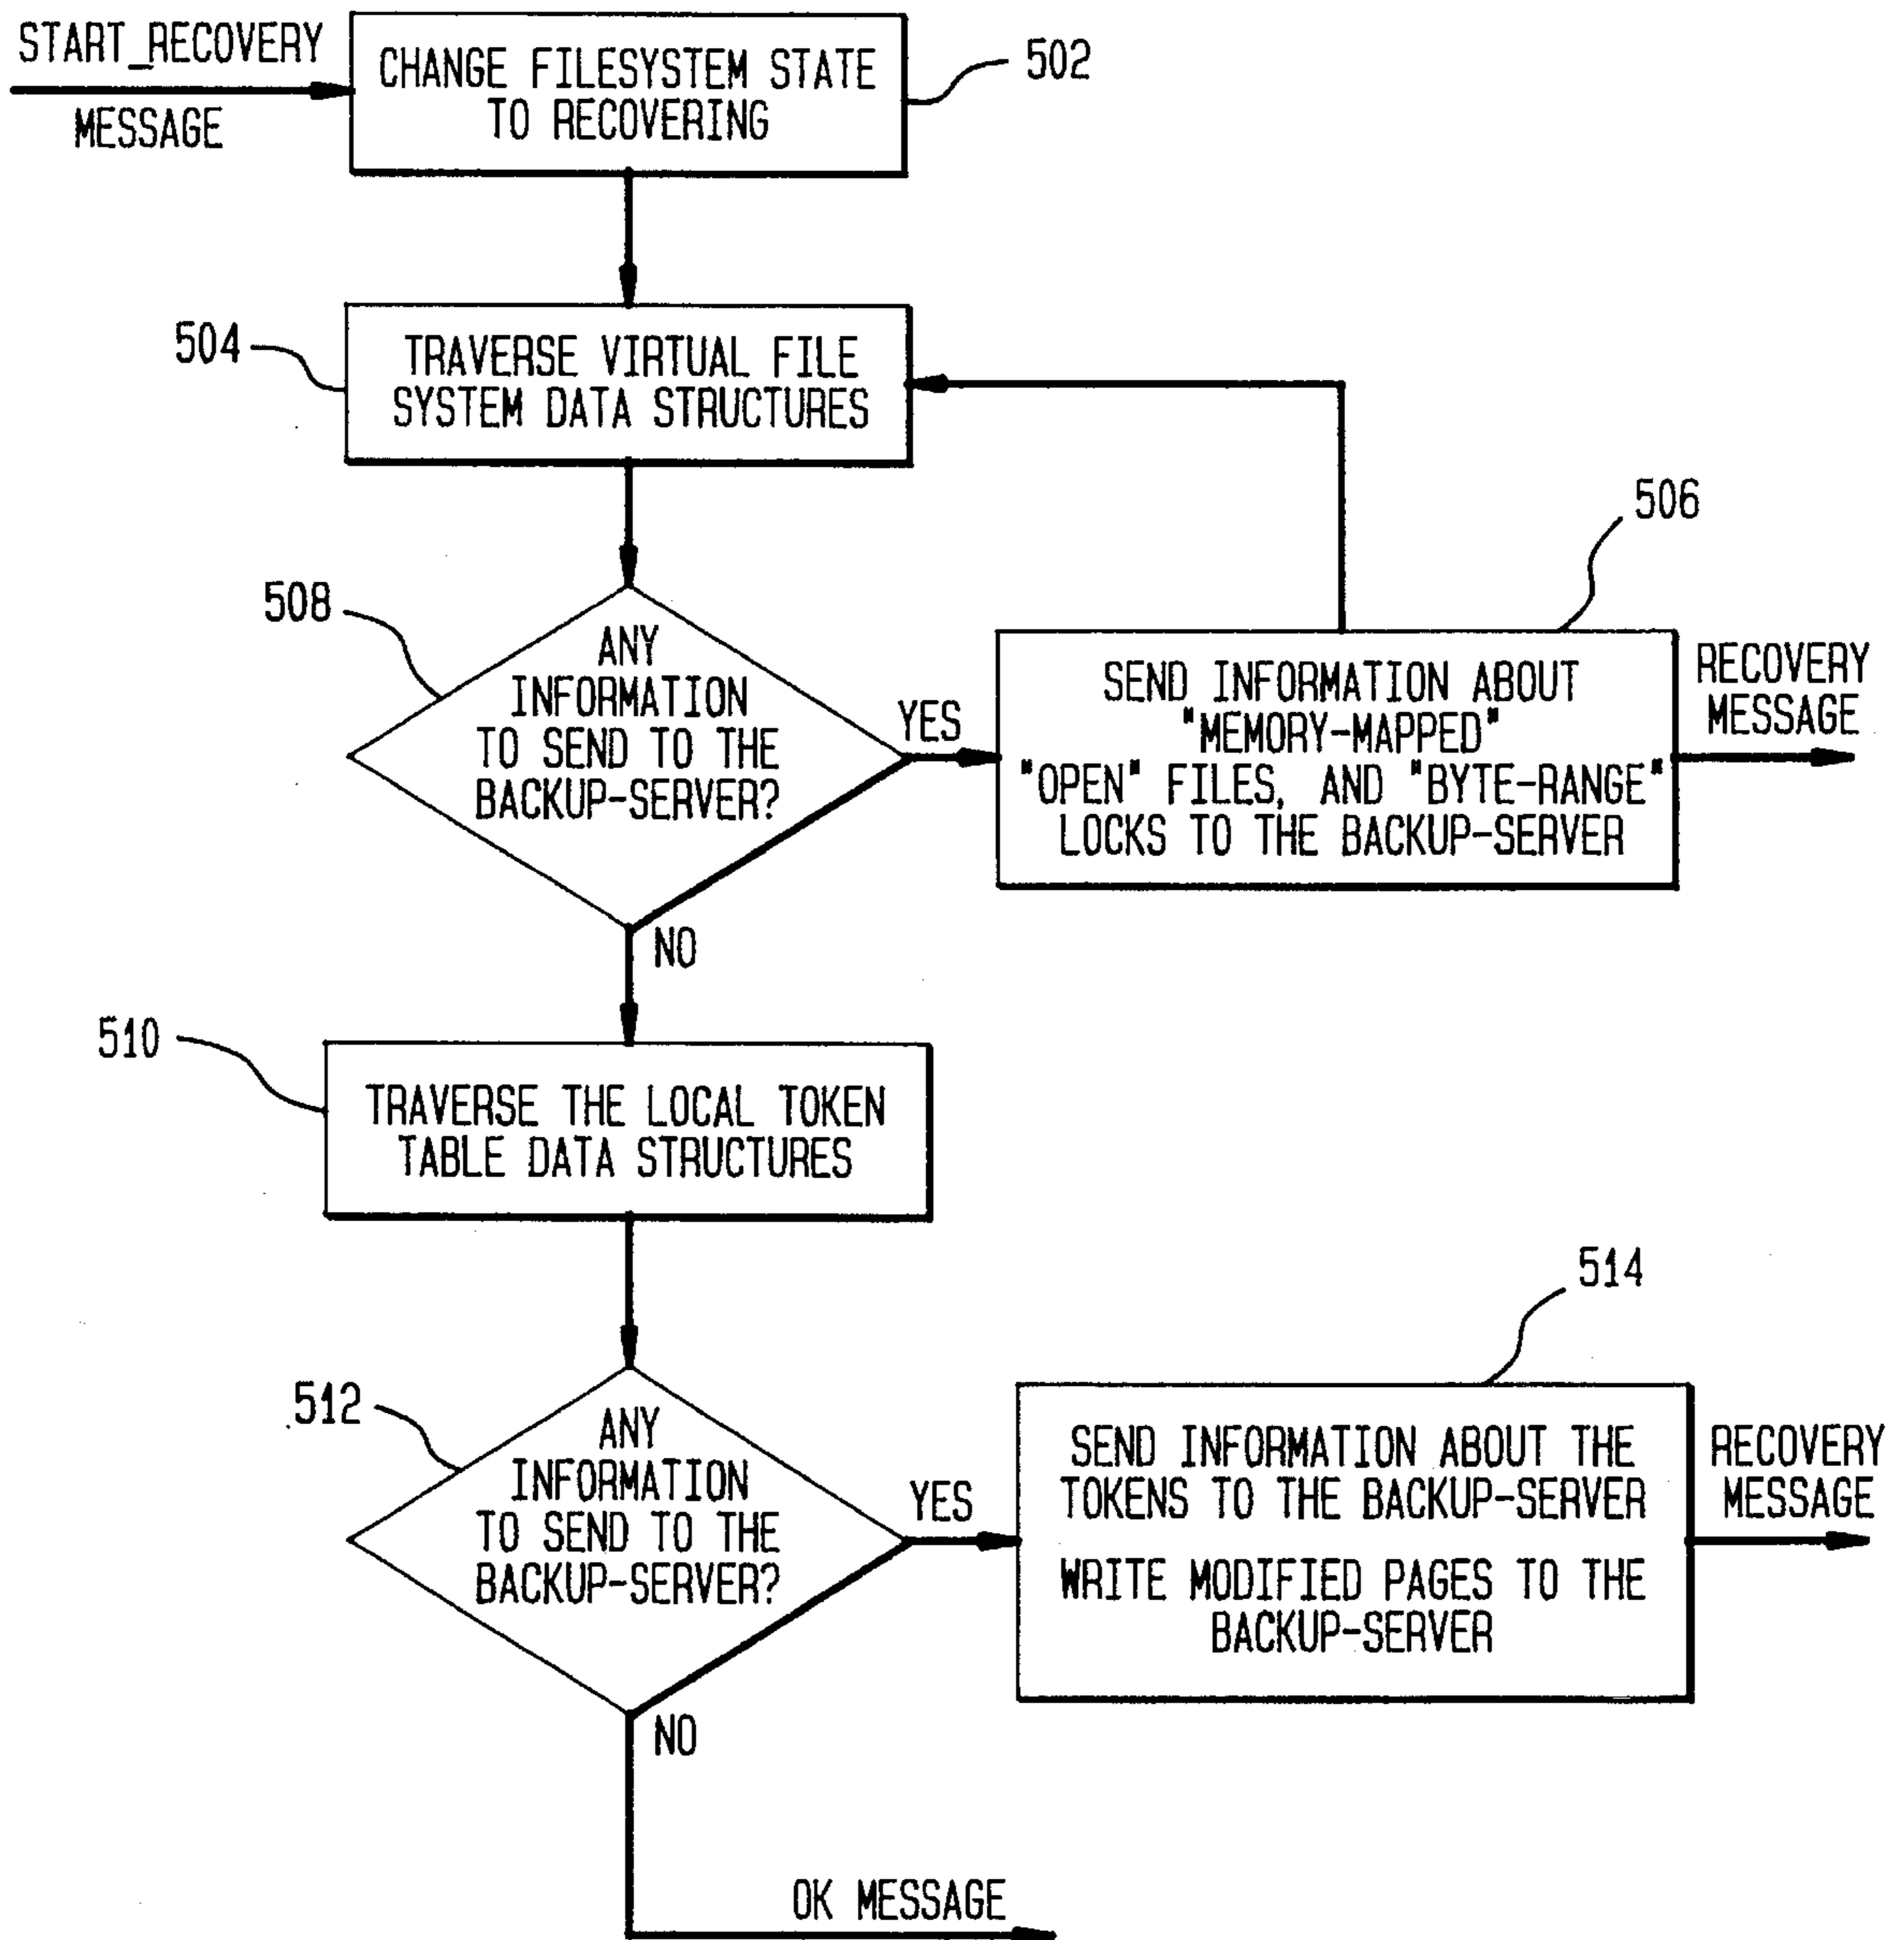 START_RECOVERY
MESSAGE
CHANGE FILESYSTEM STATE
TO RECOVERING
502
504
TRAVERSE VIRTUAL FILE
SYSTEM DATA STRUCTURES
506
508
ANY
INFORMATION
TO SEND TO THE
BACKUP-SERVER?
YES
SEND INFORMATION ABOUT
"MEMORY-MAPPED"
"OPEN" FILES, AND "BYTE-RANGE"
LOCKS TO THE BACKUP-SERVER
RECOVERY
MESSAGE
NO
510
TRAVERSE THE LOCAL TOKEN
TABLE DATA STRUCTURES
514
512
ANY
INFORMATION
TO SEND TO THE
BACKUP-SERVER?
YES
SEND INFORMATION ABOUT THE
TOKENS TO THE BACKUP-SERVER
WRITE MODIFIED PAGES TO THE
BACKUP-SERVER
RECOVERY
MESSAGE
NO
OK MESSAGE